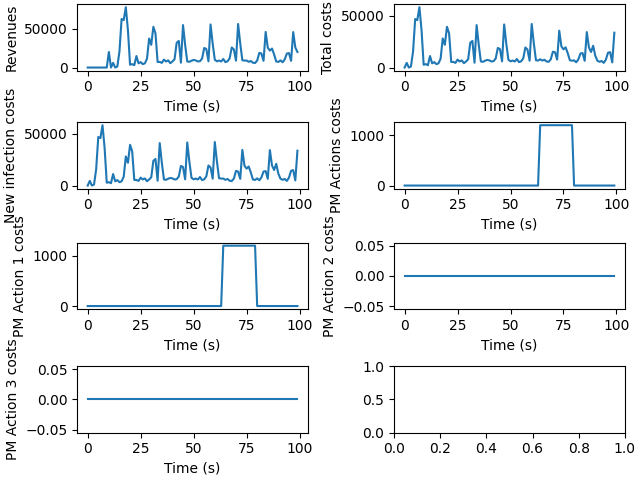 Revenues
50000
0
0 25 50 75 100
Time (s)
Total costs
50000
0
0 25 50 75 100
Time (s)
New infection costs
50000
0
0 25 50 75 100
Time (s)
PM Actions costs
1000
0
0 25 50 75 100
Time (s)
PM Action 1 costs
1000
0
0 25 50 75 100
Time (s)
PM Action 2 costs
0.05
0.00
−0.05
0 25 50 75 100
Time (s)
PM Action 3 costs
0.05
0.00
−0.05
0 25 50 75 100
Time (s)
1.0
0.5
0.0
0.0 0.2 0.4 0.6 0.8 1.0